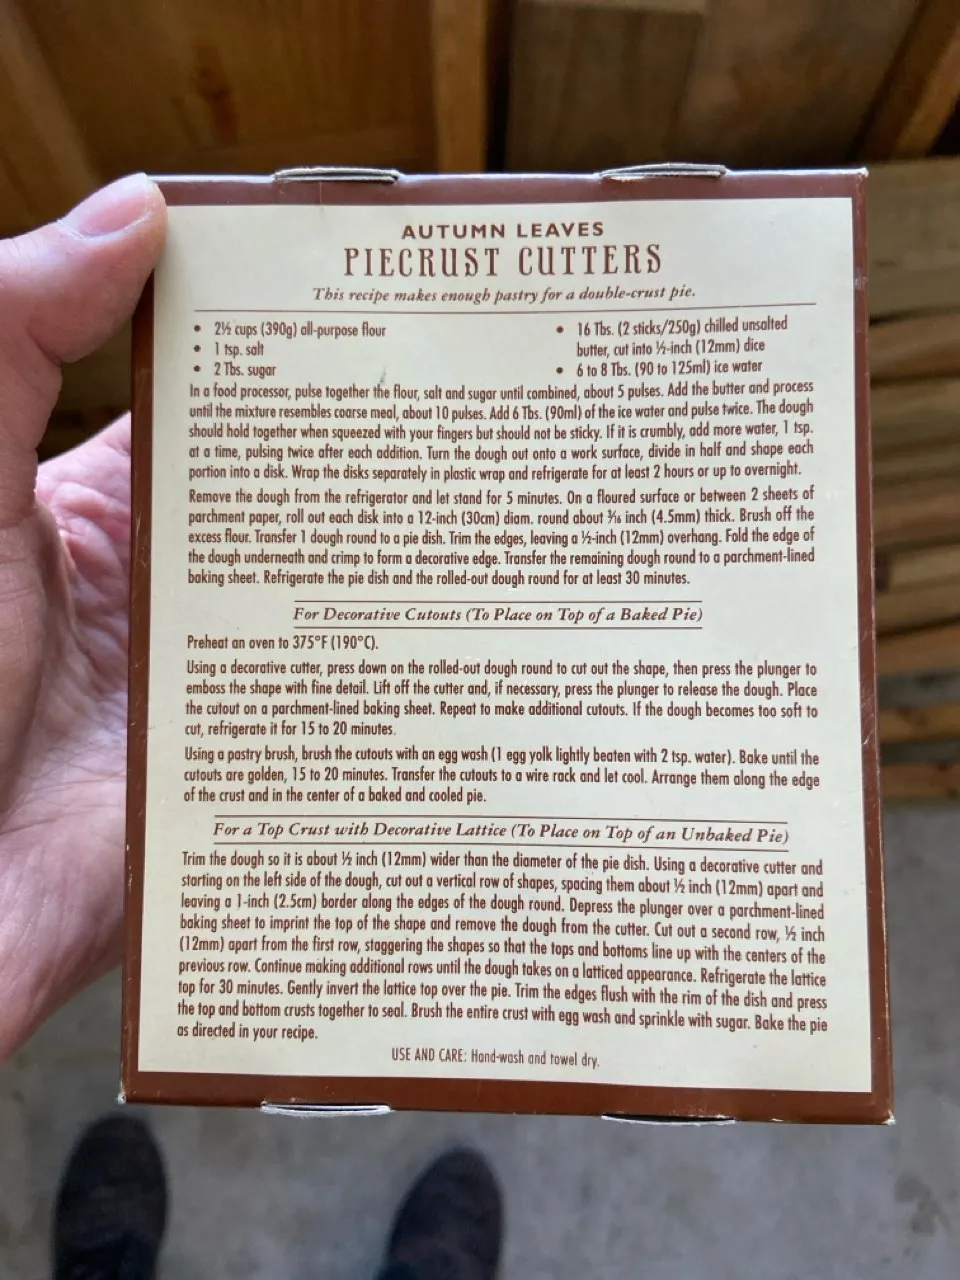 AUTUMN LEAVES
PIECRUST CUTTERS
This recipe makes enough pastry for a double-crust pie.
• 2½ cups (390g) all-purpose flour
• 1 tsp. salt
• 2 Tbs. sugar
• 16 Tbs. (2 sticks/250g) chilled unsalted
butter, cut into ½-inch (12mm) dice
• 6 to 8 Tbs. (90 to 125ml) ice water
In a food processor, pulse together the flour, salt and sugar until combined, about 5 pulses. Add the butter and process
until the mixture resembles coarse meal, about 10 pulses. Add 6 Tbs. (90ml) of the ice water and pulse twice. The dough
should hold together when squeezed with your fingers but should not be sticky. If it is crumbly, add more water, 1 tsp.
at a time, pulsing twice after each addition. Turn the dough out onto a work surface, divide in half and shape each
portion into a disk. Wrap the disks separately in plastic wrap and refrigerate for at least 2 hours or up to overnight.
Remove the dough from the refrigerator and let stand for 5 minutes. On a floured surface or between 2 sheets of
parchment paper, roll out each disk into a 12-inch (30cm) diam. round about 3⁄16 inch (4.5mm) thick. Brush off the
excess flour. Transfer 1 dough round to a pie dish. Trim the edges, leaving a ½-inch (12mm) overhang. Fold the edge of
the dough underneath and crimp to form a decorative edge. Transfer the remaining dough round to a parchment-lined
baking sheet. Refrigerate the pie dish and the rolled-out dough round for at least 30 minutes.
For Decorative Cutouts (To Place on Top of a Baked Pie)
Preheat an oven to 375°F (190°C).
Using a decorative cutter, press down on the rolled-out dough round to cut out the shape, then press the plunger to
emboss the shape with fine detail. Lift off the cutter and, if necessary, press the plunger to release the dough. Place
the cutout on a parchment-lined baking sheet. Repeat to make additional cutouts. If the dough becomes too soft to
cut, refrigerate it for 15 to 20 minutes.
Using a pastry brush, brush the cutouts with an egg wash (1 egg yolk lightly beaten with 2 tsp. water). Bake until the
cutouts are golden, 15 to 20 minutes. Transfer the cutouts to a wire rack and let cool. Arrange them along the edge
of the crust and in the center of a baked and cooled pie.
For a Top Crust with Decorative Lattice (To Place on Top of an Unbaked Pie)
Trim the dough so it is about ½ inch (12mm) wider than the diameter of the pie dish. Using a decorative cutter and
starting on the left side of the dough, cut out a vertical row of shapes, spacing them about ½ inch (12mm) apart and
leaving a 1-inch (2.5cm) border along the edges of the dough round. Depress the plunger over a parchment-lined
baking sheet to imprint the top of the shape and remove the dough from the cutter. Cut out a second row, ½ inch
(12mm) apart from the first row, staggering the shapes so that the tops and bottoms line up with the centers of the
previous row. Continue making additional rows until the dough takes on a latticed appearance. Refrigerate the lattice
top for 30 minutes. Gently invert the lattice top over the pie. Trim the edges flush with the rim of the dish and press
the top and bottom crusts together to seal. Brush the entire crust with egg wash and sprinkle with sugar. Bake the pie
as directed in your recipe.
USE AND CARE: Hand-wash and towel dry.